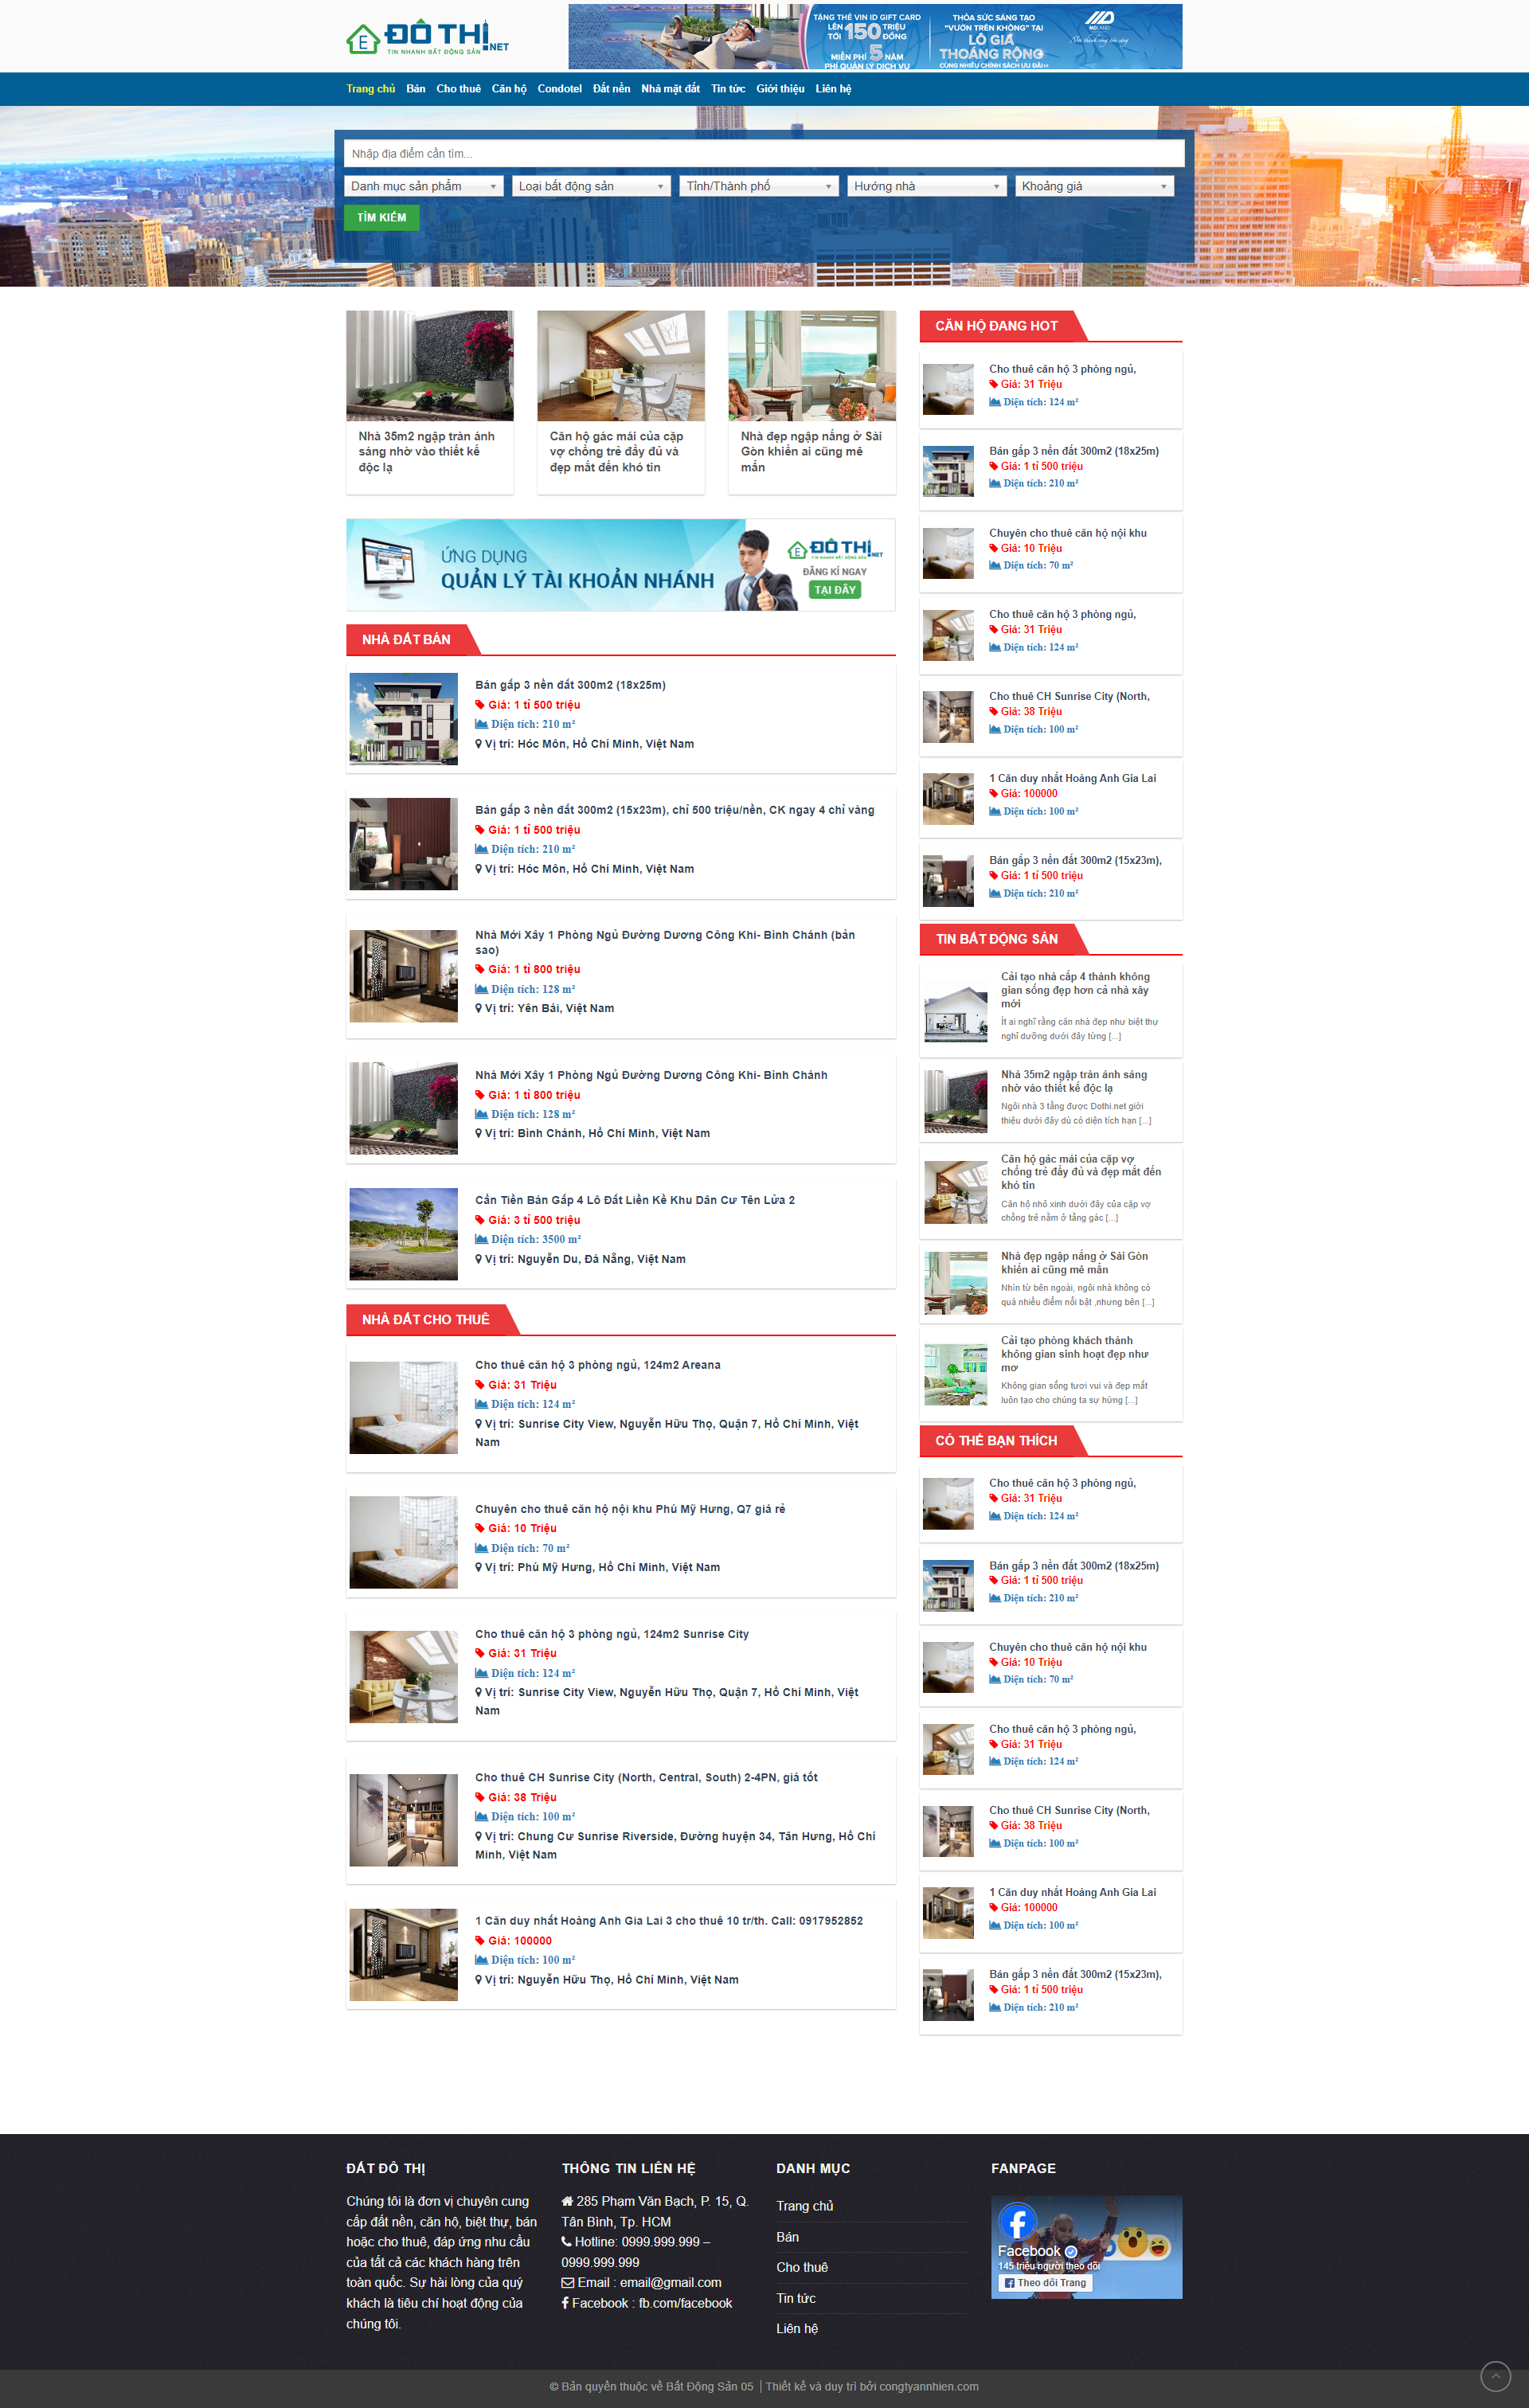 ĐÔ THỊ.NET
TIN NHANH BẤT ĐỘNG SẢN
TẶNG THẺ VIN ID GIFT CARD
LÊN TỚI 150 TRIỆU ĐỒNG
MIỄN PHÍ 5 NĂM
PHÍ QUẢN LÝ DỊCH VỤ
THỎA SỨC SÁNG TẠO
"VƯỜN TRÊN KHÔNG" TẠI
LÔ GIA
THOÁNG RỘNG
CÙNG NHIỀU CHÍNH SÁCH ƯU ĐÃI
Trang chủ Bán Cho thuê Căn hộ Condotel Đất nền Nhà mặt đất Tin tức Giới thiệu Liên hệ
Nhập địa điểm cần tìm...
Danh mục sản phẩm Loại bất động sản Tỉnh/Thành phố Hướng nhà Khoảng giá
TÌM KIẾM
Nhà 35m2 ngập tràn ánh
sáng nhờ vào thiết kế
độc lạ
Căn hộ gác mái của cặp
vợ chồng trẻ đầy đủ và
đẹp mắt đến khó tin
Nhà đẹp ngập nắng ở Sài
Gòn khiến ai cũng mê
mẩn
ỨNG DỤNG
QUẢN LÝ TÀI KHOẢN NHÁNH
ĐÔ THỊ.NET
TIN NHANH BẤT ĐỘNG SẢN
ĐĂNG KÍ NGAY
TẠI ĐÂY
NHÀ ĐẤT BÁN
Bán gấp 3 nền đất 300m2 (18x25m)
Giá: 1 tỉ 500 triệu
Diện tích: 210 m²
Vị trí: Hóc Môn, Hồ Chí Minh, Việt Nam
Bán gấp 3 nền đất 300m2 (15x23m), chỉ 500 triệu/nền, CK ngay 4 chỉ vàng
Giá: 1 tỉ 500 triệu
Diện tích: 210 m²
Vị trí: Hóc Môn, Hồ Chí Minh, Việt Nam
Nhà Mới Xây 1 Phòng Ngủ Đường Dương Công Khi- Bình Chánh (bản
sao)
Giá: 1 tỉ 800 triệu
Diện tích: 128 m²
Vị trí: Yên Bái, Việt Nam
Nhà Mới Xây 1 Phòng Ngủ Đường Dương Công Khi- Bình Chánh
Giá: 1 tỉ 800 triệu
Diện tích: 128 m²
Vị trí: Bình Chánh, Hồ Chí Minh, Việt Nam
Cần Tiền Bán Gấp 4 Lô Đất Liền Kề Khu Dân Cư Tên Lửa 2
Giá: 3 tỉ 500 triệu
Diện tích: 3500 m²
Vị trí: Nguyễn Du, Đà Nẵng, Việt Nam
NHÀ ĐẤT CHO THUÊ
Cho thuê căn hộ 3 phòng ngủ, 124m2 Areana
Giá: 31 Triệu
Diện tích: 124 m²
Vị trí: Sunrise City View, Nguyễn Hữu Thọ, Quận 7, Hồ Chí Minh, Việt
Nam
Chuyên cho thuê căn hộ nội khu Phú Mỹ Hưng, Q7 giá rẻ
Giá: 10 Triệu
Diện tích: 70 m²
Vị trí: Phú Mỹ Hưng, Hồ Chí Minh, Việt Nam
Cho thuê căn hộ 3 phòng ngủ, 124m2 Sunrise City
Giá: 31 Triệu
Diện tích: 124 m²
Vị trí: Sunrise City View, Nguyễn Hữu Thọ, Quận 7, Hồ Chí Minh, Việt
Nam
Cho thuê CH Sunrise City (North, Central, South) 2-4PN, giá tốt
Giá: 38 Triệu
Diện tích: 100 m²
Vị trí: Chung Cư Sunrise Riverside, Đường huyện 34, Tân Hưng, Hồ Chí
Minh, Việt Nam
1 Căn duy nhất Hoàng Anh Gia Lai 3 cho thuê 10 tr/th. Call: 0917952852
Giá: 100000
Diện tích: 100 m²
Vị trí: Nguyễn Hữu Thọ, Hồ Chí Minh, Việt Nam
CĂN HỘ ĐANG HOT
Cho thuê căn hộ 3 phòng ngủ,
Giá: 31 Triệu
Diện tích: 124 m²
Bán gấp 3 nền đất 300m2 (18x25m)
Giá: 1 tỉ 500 triệu
Diện tích: 210 m²
Chuyên cho thuê căn hộ nội khu
Giá: 10 Triệu
Diện tích: 70 m²
Cho thuê căn hộ 3 phòng ngủ,
Giá: 31 Triệu
Diện tích: 124 m²
Cho thuê CH Sunrise City (North,
Giá: 38 Triệu
Diện tích: 100 m²
1 Căn duy nhất Hoàng Anh Gia Lai
Giá: 100000
Diện tích: 100 m²
Bán gấp 3 nền đất 300m2 (15x23m),
Giá: 1 tỉ 500 triệu
Diện tích: 210 m²
TIN BẤT ĐỘNG SẢN
Cải tạo nhà cấp 4 thành không
gian sống đẹp hơn cả nhà xây
mới
Ít ai nghĩ rằng căn nhà đẹp như biệt thự
nghỉ dưỡng dưới đây từng [...]
Nhà 35m2 ngập tràn ánh sáng
nhờ vào thiết kế độc lạ
Ngôi nhà 3 tầng được Dothi.net giới
thiệu dưới đây dù có diện tích hạn [...]
Căn hộ gác mái của cặp vợ
chồng trẻ đầy đủ và đẹp mắt đến
khó tin
Căn hộ nhỏ xinh dưới đây của cặp vợ
chồng trẻ nằm ở tầng gác [...]
Nhà đẹp ngập nắng ở Sài Gòn
khiến ai cũng mê mẩn
Nhìn từ bên ngoài, ngôi nhà không có
quá nhiều điểm nổi bật ,nhưng bên [...]
Cải tạo phòng khách thành
không gian sinh hoạt đẹp như
mơ
Không gian sống tươi vui và đẹp mắt
luôn tạo cho chúng ta sự hứng [...]
CÓ THỂ BẠN THÍCH
Cho thuê căn hộ 3 phòng ngủ,
Giá: 31 Triệu
Diện tích: 124 m²
Bán gấp 3 nền đất 300m2 (18x25m)
Giá: 1 tỉ 500 triệu
Diện tích: 210 m²
Chuyên cho thuê căn hộ nội khu
Giá: 10 Triệu
Diện tích: 70 m²
Cho thuê căn hộ 3 phòng ngủ,
Giá: 31 Triệu
Diện tích: 124 m²
Cho thuê CH Sunrise City (North,
Giá: 38 Triệu
Diện tích: 100 m²
1 Căn duy nhất Hoàng Anh Gia Lai
Giá: 100000
Diện tích: 100 m²
Bán gấp 3 nền đất 300m2 (15x23m),
Giá: 1 tỉ 500 triệu
Diện tích: 210 m²
ĐẤT ĐÔ THỊ
Chúng tôi là đơn vị chuyên cung
cấp đất nền, căn hộ, biệt thự, bán
hoặc cho thuê, đáp ứng nhu cầu
của tất cả các khách hàng trên
toàn quốc. Sự hài lòng của quý
khách là tiêu chí hoạt động của
chúng tôi.
THÔNG TIN LIÊN HỆ
285 Phạm Văn Bạch, P. 15, Q.
Tân Bình, Tp. HCM
Hotline: 0999.999.999 –
0999.999.999
Email : email@gmail.com
Facebook : fb.com/facebook
DANH MỤC
Trang chủ
Bán
Cho thuê
Tin tức
Liên hệ
FANPAGE
Facebook
145 triệu người theo dõi
Theo dõi Trang
© Bản quyền thuộc về Bất Động Sản 05 | Thiết kế và duy trì bởi congtyannhien.com